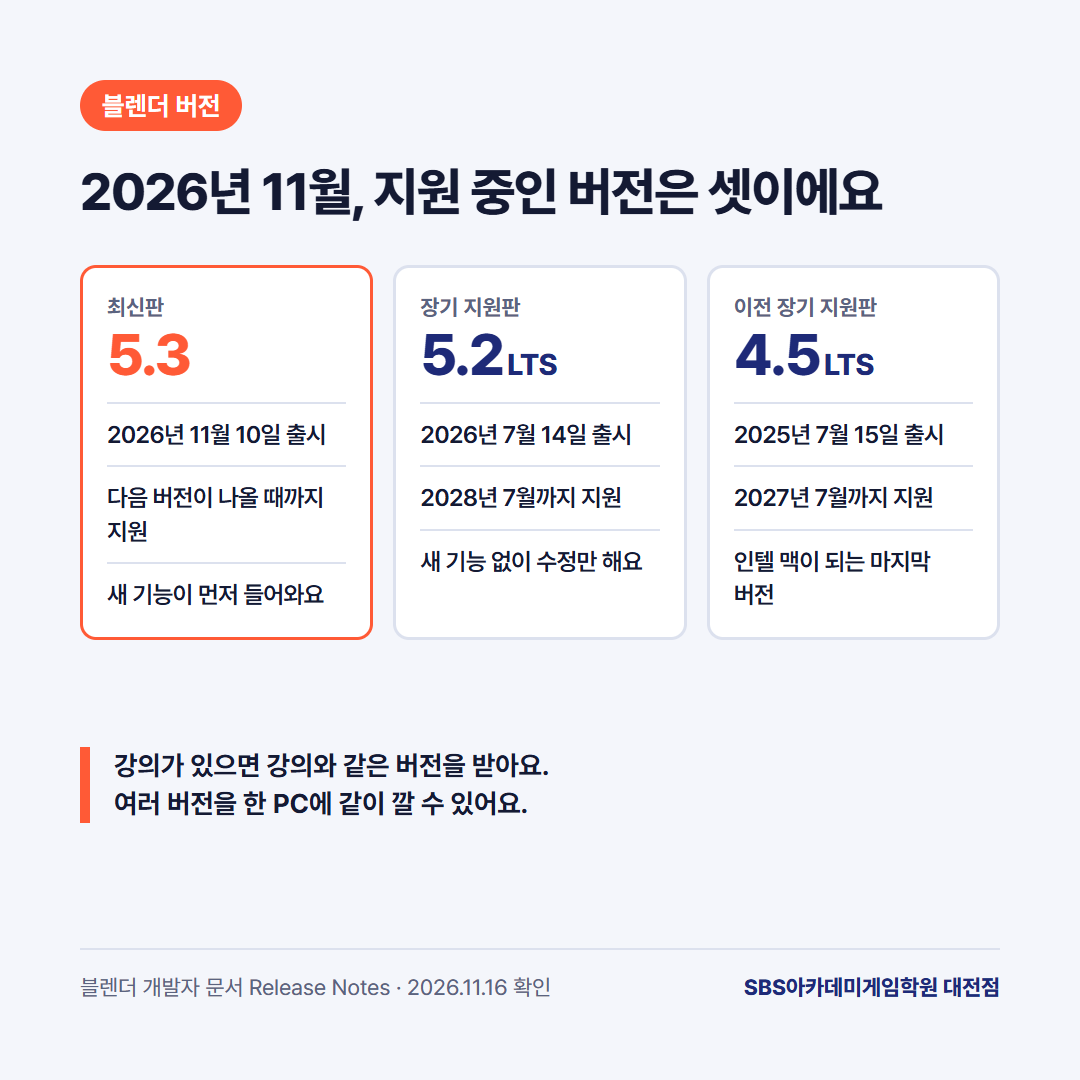 블렌더 버전
2026년 11월, 지원 중인 버전은 셋이에요
최신판
5.3
2026년 11월 10일 출시
다음 버전이 나올 때까지
지원
새 기능이 먼저 들어와요
장기 지원판
5.2 LTS
2026년 7월 14일 출시
2028년 7월까지 지원
새 기능 없이 수정만 해요
이전 장기 지원판
4.5 LTS
2025년 7월 15일 출시
2027년 7월까지 지원
인텔 맥이 되는 마지막
버전
강의가 있으면 강의와 같은 버전을 받아요.
여러 버전을 한 PC에 같이 깔 수 있어요.
블렌더 개발자 문서 Release Notes · 2026.11.16 확인
SBS아카데미게임학원 대전점